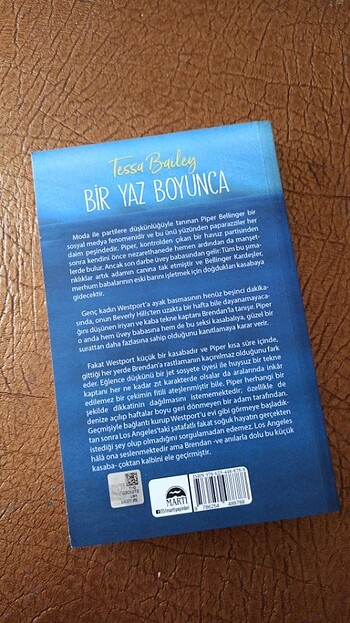 Tessa Bailey
BİR YAZ BOYUNCA
Moda ile partilere düşkünlüğüyle tanınan Piper Bellinger bir
sosyal medya fenomenidir ve bu ünü yüzünden paparazziler her
daim peşindedir. Piper, kontrolden çıkan bir havuz partisinden
sonra kendini önce nezarethanede hemen ardından da manşet-
lerde bulur. Ancak son darbe üvey babasından gelir. Tüm bu şıma-
rıklıklar artık adamın canına tak etmiştir ve Bellinger Kardeşler,
merhum babalarının eski barını işletmek için doğdukları kasabaya
gidecektir.
Genç kadın Westport'a ayak basmasının henüz beşinci dakika-
sında, onun Beverly Hills'ten uzakta bir hafta bile dayanamayaca-
ğını düşünen iriyarı ve kaba tekne kaptanı Brendan'la tanışır. Piper
o anda hem üvey babasına hem de bu seksi kasabalıya, güzel bir
surattan daha fazlasına sahip olduğunu kanıtlamaya karar verir.
Fakat Westport küçük bir kasabadır ve Piper kısa süre içinde,
gittiği her yerde Brendan'a rastlamanın kaçınılmaz olduğunu fark
eder. Eğlence düşkünü bir jet sosyete üyesi ile huysuz bir tekne
kaptanı her ne kadar zıt karakterde olsalar da aralarında inkâr
edilemez bir çekimin fitili ateşlenmiştir bile. Piper herhangi bir
şekilde dikkatinin dağılmasını istememektedir; özellikle de
denize açılıp haftalar boyu geri dönmeyen bir adam tarafından.
Geçmişiyle bağlantı kurup Westport'u evi gibi görmeye başladık-
tan sonra Los Angeles'taki şatafatlı fakat soğuk hayatın gerçekten
istediği şey olup olmadığını sorgulamadan edemez. Los Angeles
hâlâ ona seslenmektedir ama Brendan -ve anılarla dolu bu küçük
kasaba- çoktan kalbini ele geçirmiştir.
MARTI
/martiyayinlari